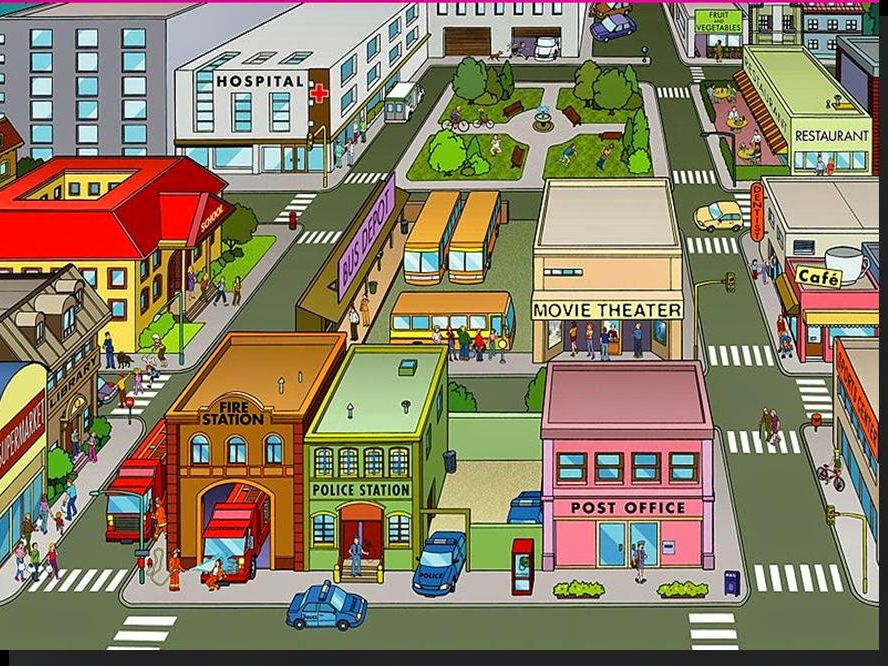 FRUIT
AND
VEGETABLES
HOSPITAL
RESTAURANT
RESTAURANT
SCHOOL
BUS DEPOT
DENTIST
Café
MOVIE THEATER
LIBRARY
SUPERMARKET
SPORTS CENTER
FIRE
STATION
POLICE STATION
POST OFFICE
POLICE